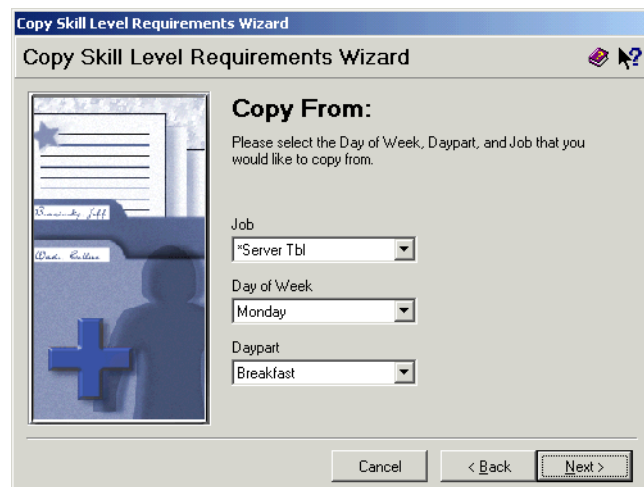 Copy Skill Level Requirements Wizard
Copy Skill Level Requirements Wizard
?
Copy From:
Please select the Day of Week, Daypart, and Job that you
would like to copy from.
Job
*Server Tbl
Day of Week
Monday
Daypart
Breakfast
Cancel
< Back
Next >